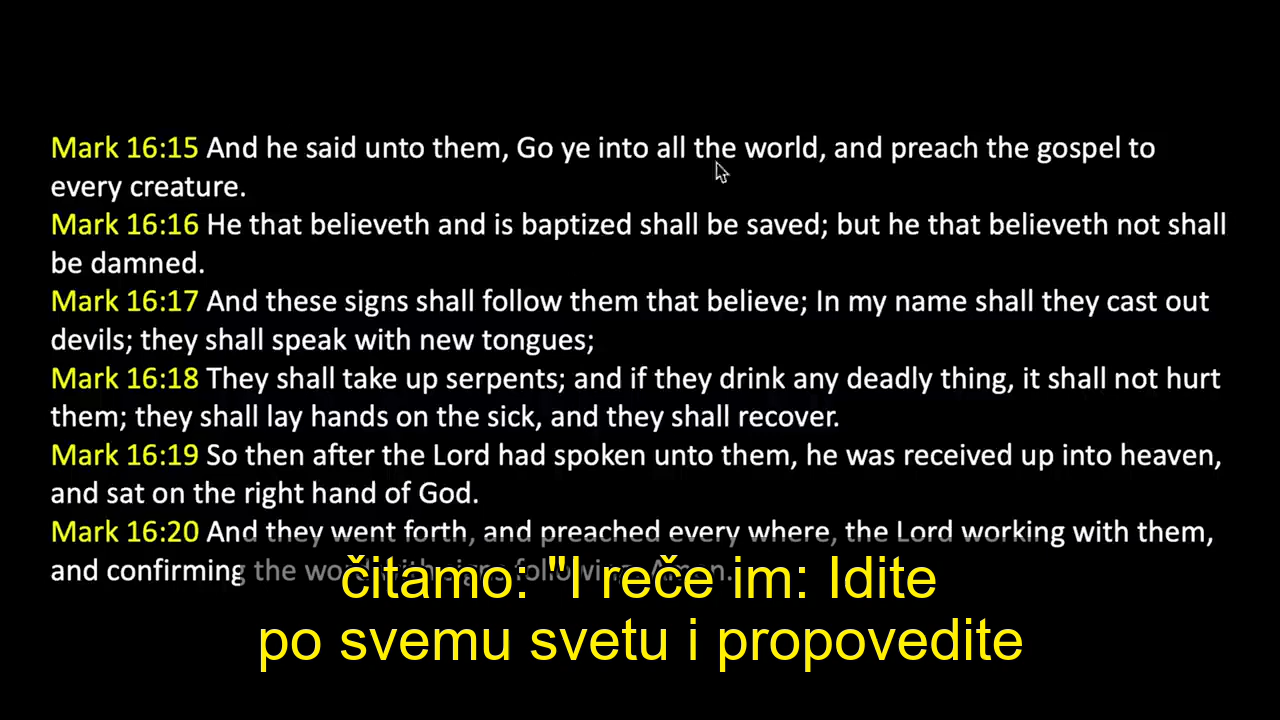 Mark 16:15 And he said unto them, Go ye into all the world, and preach the gospel to
every creature.
Mark 16:16 He that believeth and is baptized shall be saved; but he that believeth not shall
be damned.
Mark 16:17 And these signs shall follow them that believe; In my name shall they cast out
devils; they shall speak with new tongues;
Mark 16:18 They shall take up serpents; and if they drink any deadly thing, it shall not hurt
them; they shall lay hands on the sick, and they shall recover.
Mark 16:19 So then after the Lord had spoken unto them, he was received up into heaven,
and sat on the right hand of God.
Mark 16:20 And they went forth, and preached every where, the Lord working with them,
and confirming the word with signs following. Amen.
čitamo: "I reče im: Idite
po svemu svetu i propovedite